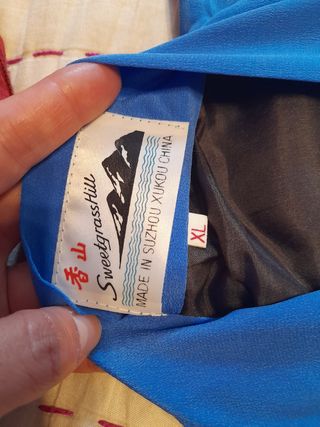 香山
SweetgrassHill
MADE IN SUZHOU XUKOU CHINA
XL